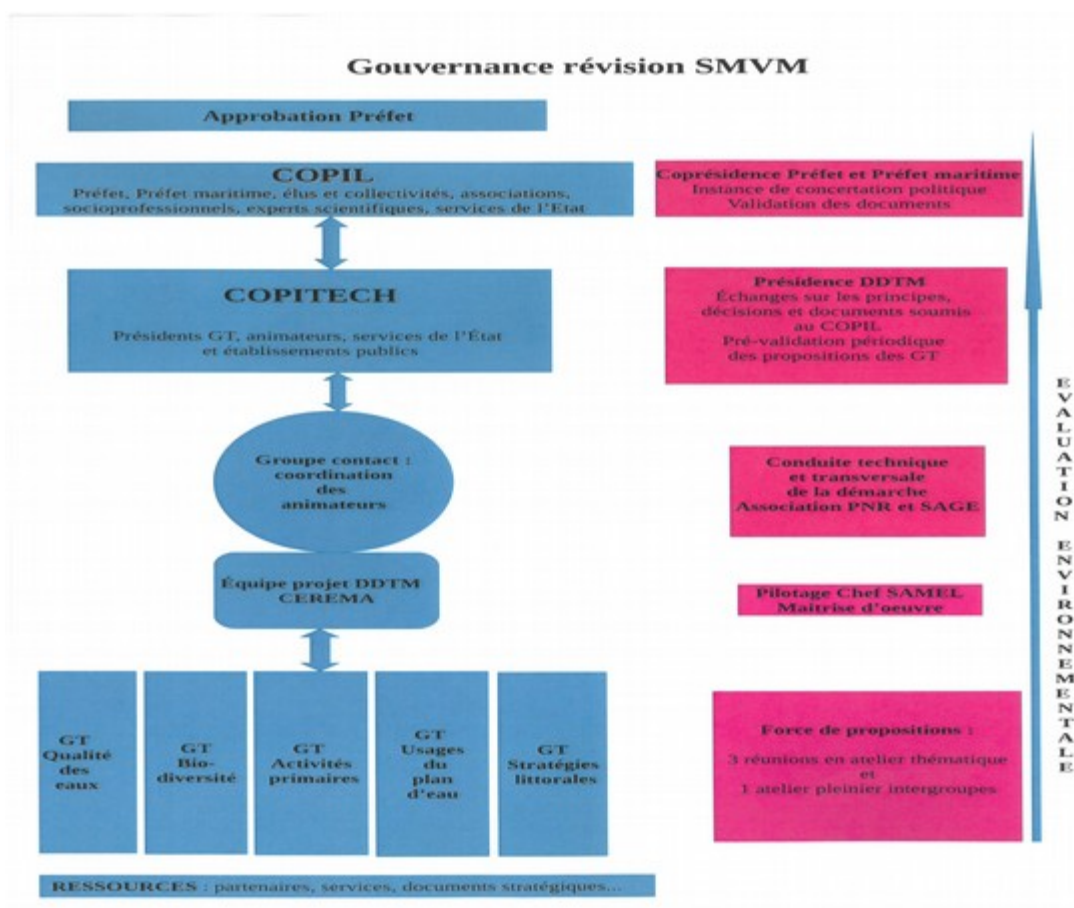 Gouvernance révision SMVM
Approbation Préfet
COPIL
Préfet, Préfet maritime, élus et collectivités, associations,
socioprofessionnels, experts scientifiques, services de l'Etat
Coprésidence Préfet et Préfet maritime
Instance de concertation politique
Validation des documents
COPITECH
Présidents GT, animateurs, services de l'État
et établissements publics
Présidence DDTM
Échanges sur les principes,
décisions et documents soumis
au COPIL
Pré-validation périodique
des propositions des GT
Groupe contact :
coordination
des
animateurs
Conduite technique
et transversale
de la démarche
Association PNR et SAGE
Équipe projet DDTM
CEREMA
Pilotage Chef SAMEL
Maitrise d'oeuvre
GT
Qualité
des
eaux
GT
Bio-
diversité
GT
Activités
primaires
GT
Usages
du
plan
d'eau
GT
Stratégies
littorales
Force de propositions :
3 réunions en atelier thématique
et
1 atelier pleinier intergroupes
RESSOURCES : partenaires, services, documents stratégiques...
EVALUATION ENVIRONNEMENTALE